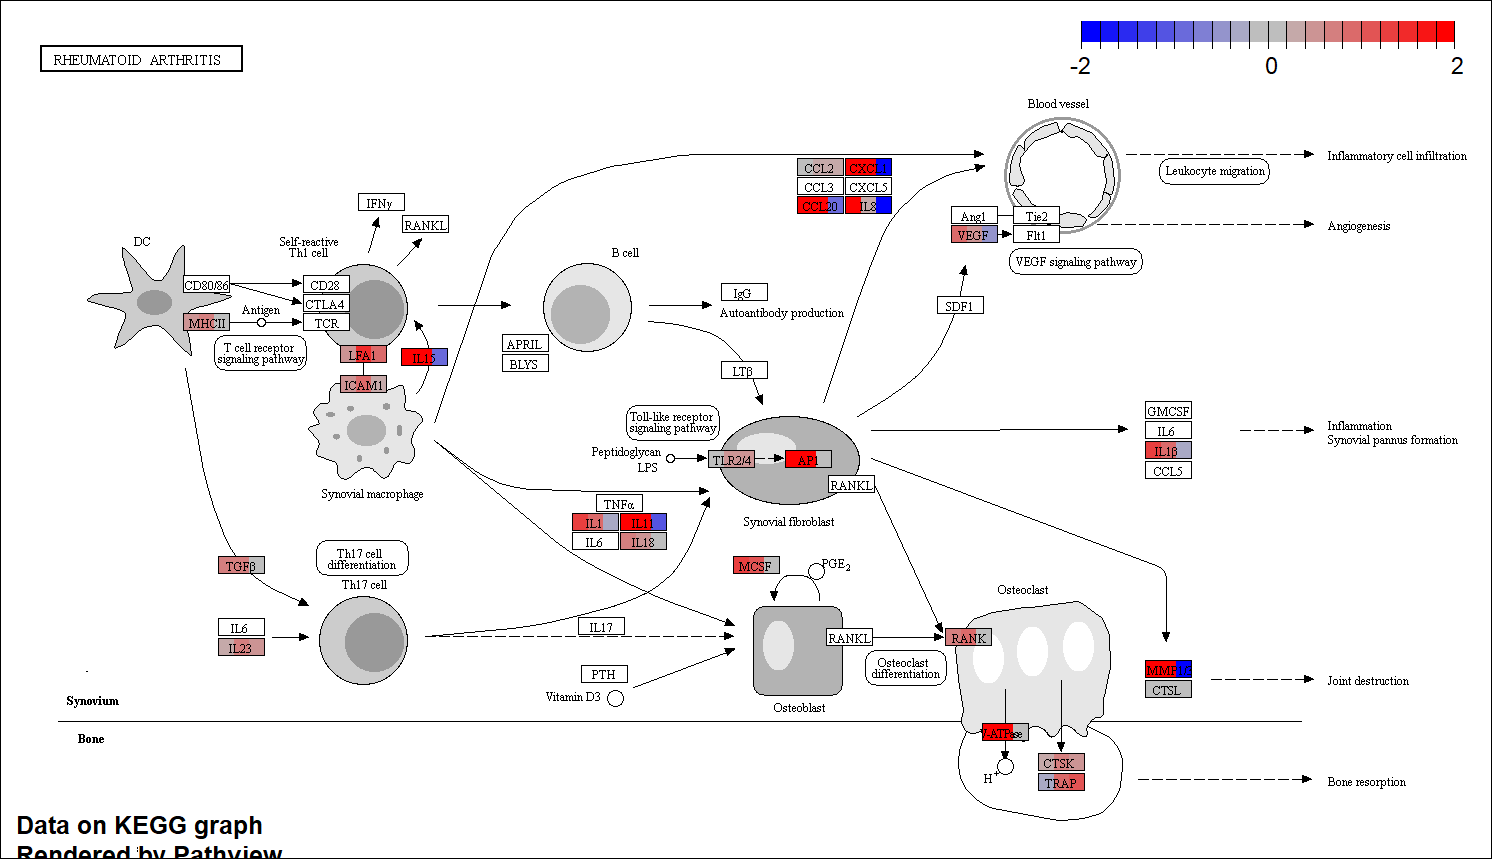 -2 0 2
RHEUMATOID ARTHRITIS
Blood vessel
Inflammatory cell infiltration
Leukocyte migration
CCL2 CXCL1
CCL3 CXCL5
CCL20 IL8
IFNγ
RANKL
Ang1 Tie2
VEGF Flt1
Angiogenesis
VEGF signaling pathway
DC
Self-reactive
Th1 cell
B cell
CD80/86 CD28
CTLA4
Antigen
MHCII TCR
T cell receptor
signaling pathway
LFA1
IL15
ICAM1
IgG
Autoantibody production
SDF1
APRIL
BLYS
LTβ
Toll-like receptor
signaling pathway
Peptidoglycan
LPS
TLR2/4 AP1
RANKL
Synovial fibroblast
Synovial macrophage
GMCSF
IL6
IL1β
CCL5
Inflammation
Synovial pannus formation
TNFα
IL1 IL11
IL6 IL18
TGFβ
Th17 cell
differentiation
Th17 cell
IL6
IL23
IL17
PTH
Vitamin D3
MCSF
PGE2
RANKL
Osteoblast
Osteoclast
RANK
Osteoclast
differentiation
CTSL
Joint destruction
Synovium
Bone
V-ATPase
H+
CTSK
TRAP
Bone resorption
Data on KEGG graph
Rendered by Pathview